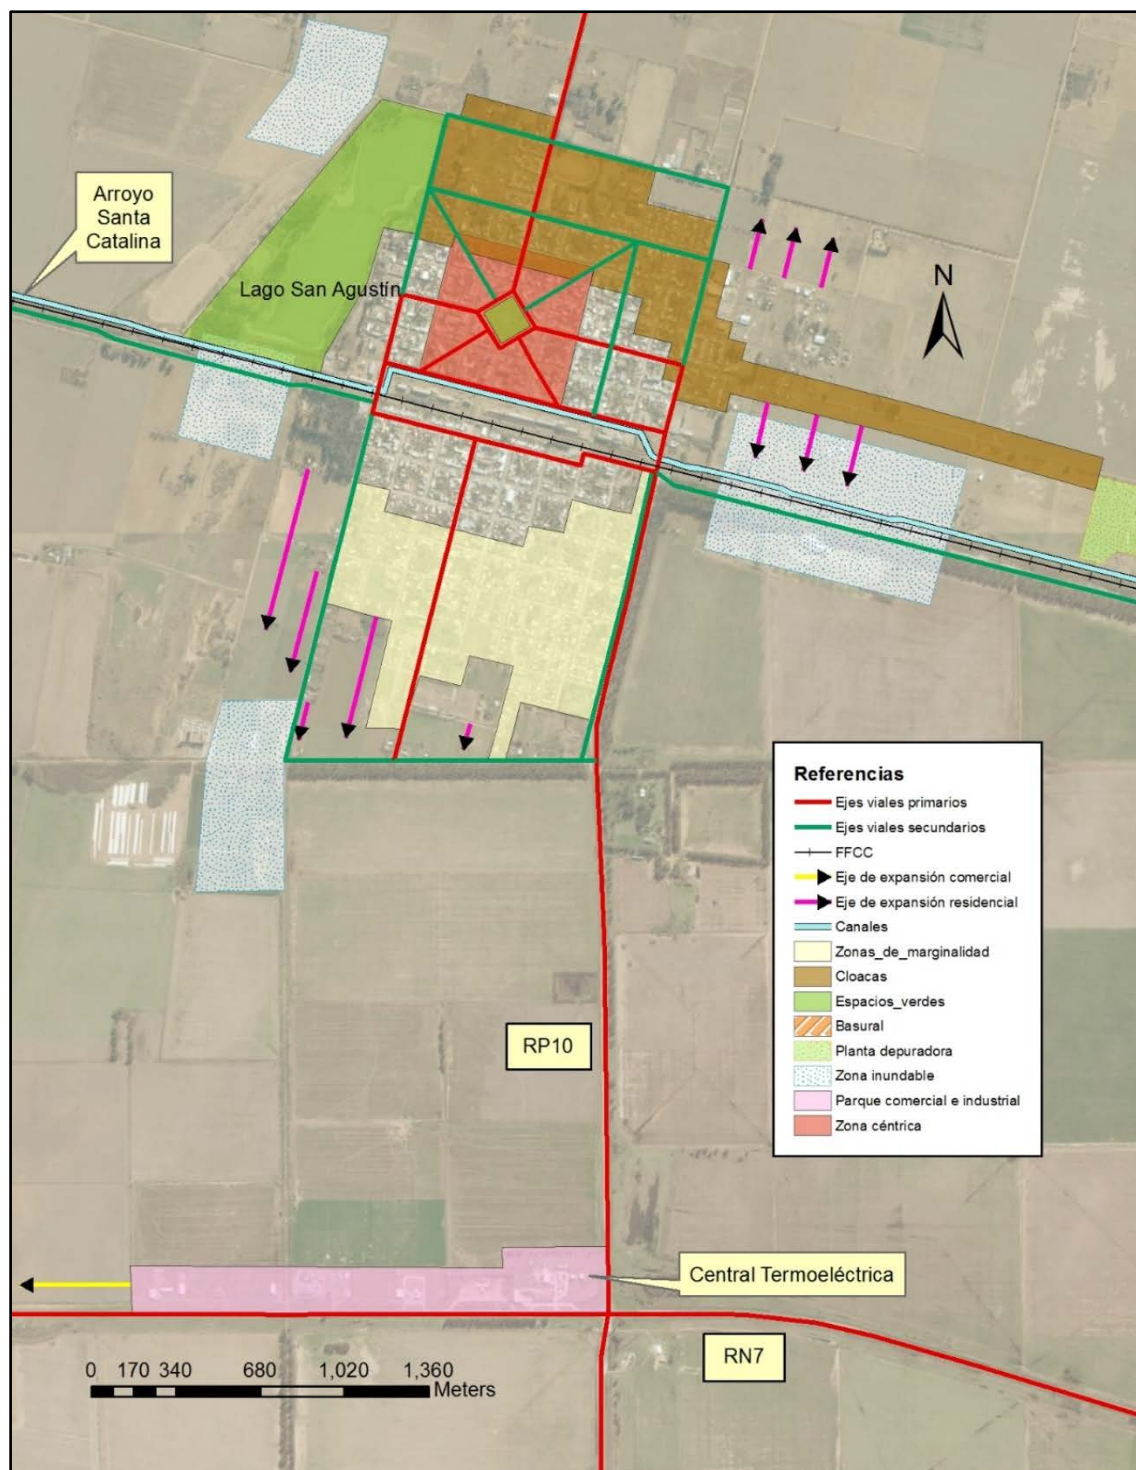 Arroyo
Santa
Catalina
Lago San Agustín
N
Referencias
Ejes viales primarios
Ejes viales secundarios
FFCC
Eje de expansión comercial
Eje de expansión residencial
Canales
Zonas_de_marginalidad
Cloacas
Espacios_verdes
Basural
Planta depuradora
Zona inundable
Parque comercial e industrial
Zona céntrica
RP10
Central Termoeléctrica
RN7
0 170 340 680 1,020 1,360
Meters